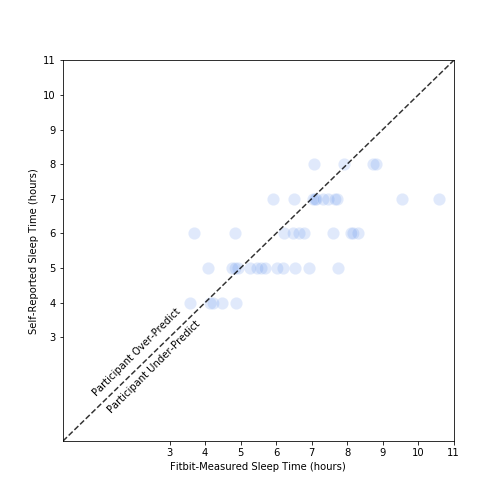 11
10
9
8
7
6
5
4
3
Self-Reported Sleep Time (hours)
Participant Over-Predict
Participant Under-Predict
3 4 5 6 7 8 9 10 11
Fitbit-Measured Sleep Time (hours)